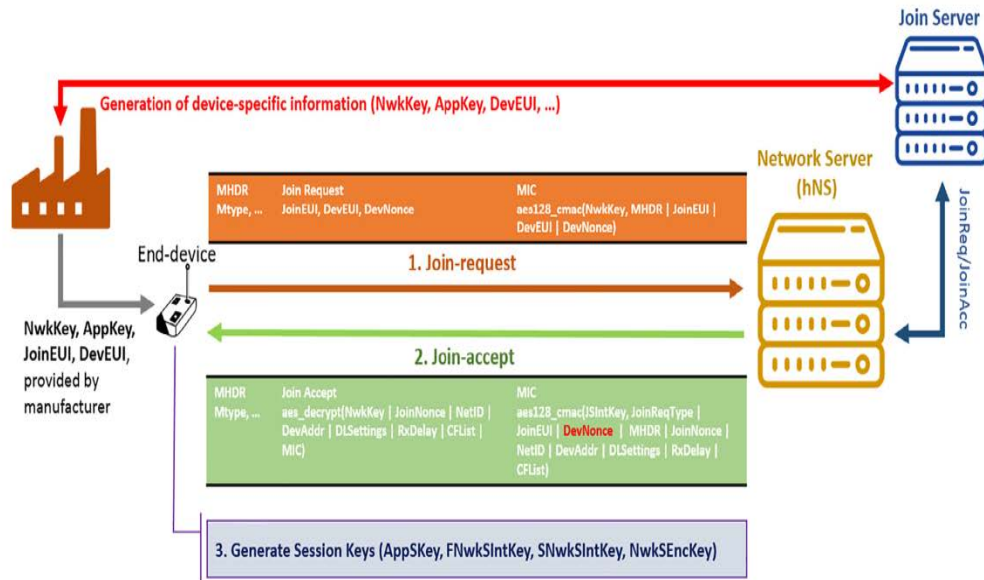 Join Server
Generation of device-specific information (NwkKey, AppKey, DevEUI, ...)
Network Server
(hNS)
JoinReq/JoinAcc
MHDR Join Request MIC
Mtype, ... JoinEUI, DevEUI, DevNonce aes128_cmac(NwkKey, MHDR | JoinEUI |
DevEUI | DevNonce)
End-device
1. Join-request
NwkKey, AppKey,
JoinEUI, DevEUI,
provided by
manufacturer
2. Join-accept
MHDR Join Accept MIC
Mtype, ... aes_decrypt(NwkKey | JoinNonce | NetID | aes128_cmac(JSIntKey, JoinReqType |
DevAddr | DLSettings | RxDelay | CFList | JoinEUI | DevNonce | MHDR | JoinNonce |
MIC) NetID | DevAddr | DLSettings | RxDelay |
CFList)
3. Generate Session Keys (AppSKey, FNwkSIntKey, SNwkSIntKey, NwkSEncKey)